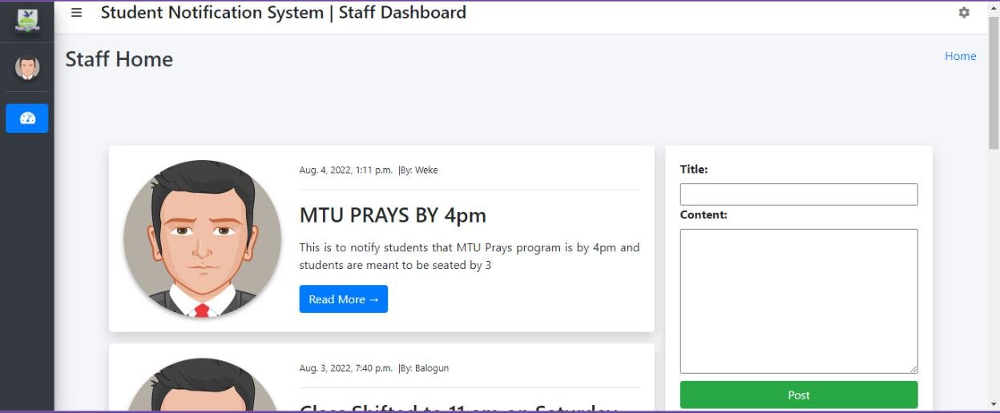 Student Notification System | Staff Dashboard
Staff Home
Home
Aug. 4, 2022, 1:11 p.m. |By: Weke
MTU PRAYS BY 4pm
This is to notify students that MTU Prays program is by 4pm and
students are meant to be seated by 3
Read More →
Aug. 3, 2022, 7:40 p.m. |By: Balogun
Class Shifted to 11 am on Saturday
Title:
Content:
Post